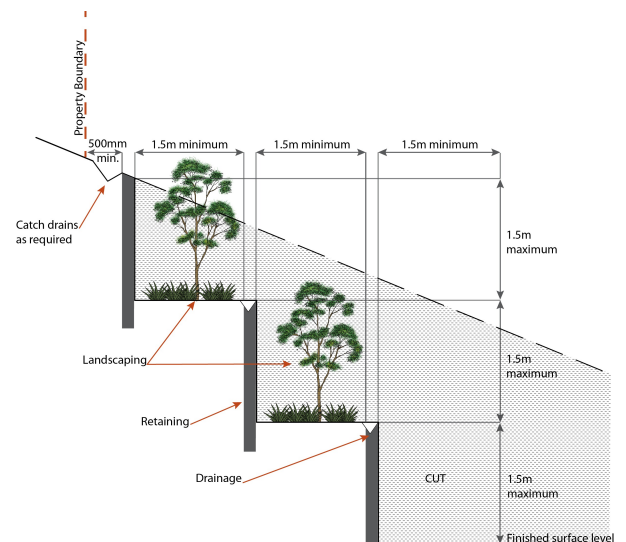 Property Boundary
500mm
min.
1.5m minimum
1.5m minimum
1.5m minimum
Catch drains
as required
1.5m
maximum
Landscaping
1.5m
maximum
Retaining
Drainage
CUT
1.5m
maximum
Finished surface level